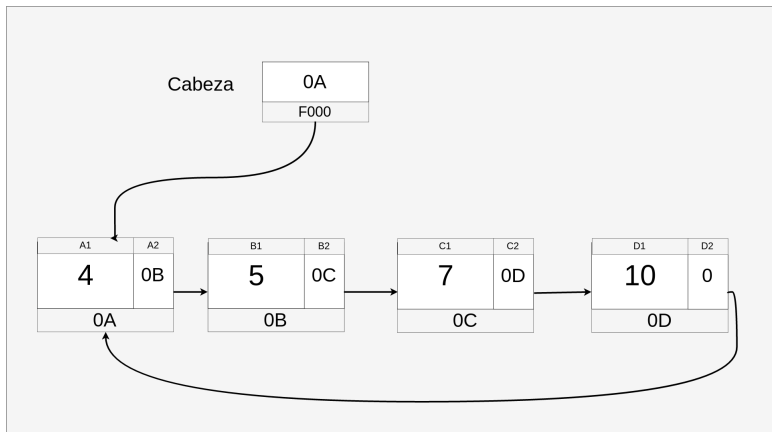 Cabeza
0A
F000
A1 A2 B1 B2 C1 C2 D1 D2
4 0B 5 0C 7 0D 10 0
0A 0B 0C 0D